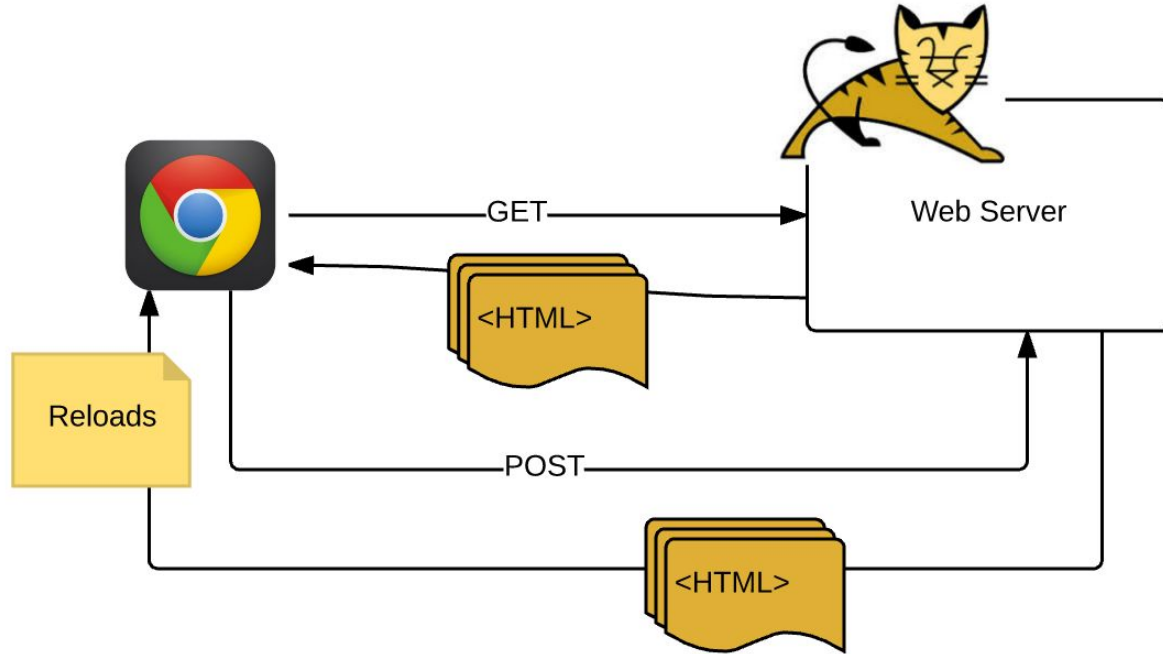 GET
Web Server
<HTML>
Reloads
POST
<HTML>